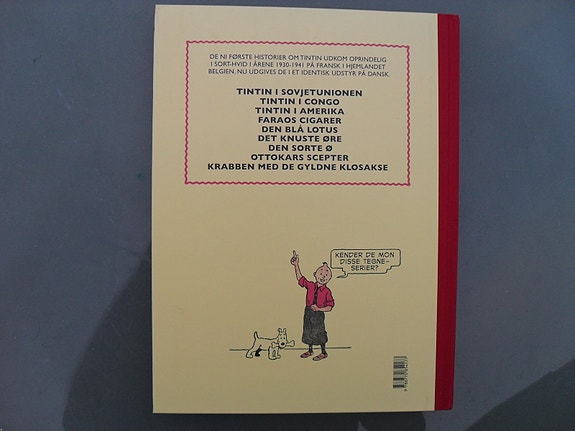 DE NI FØRSTE HISTORIER OM TINTIN UDKOM OPRINDELIG
I SORT-HVID I ÅRENE 1930-1941 PÅ FRANSK I HJEMLANDET
BELGIEN. NU UDGIVES DE I ET IDENTISK UDSTYR PÅ DANSK.
TINTIN I SOVJETUNIONEN
TINTIN I CONGO
TINTIN I AMERIKA
FARAOS CIGARER
DEN BLÅ LOTUS
DET KNUSTE ØRE
DEN SORTE Ø
OTTOKARS SCEPTER
KRABBEN MED DE GYLDNE KLOSAKSE
KENDER DE MON
DISSE TEGNE-
SERIER?